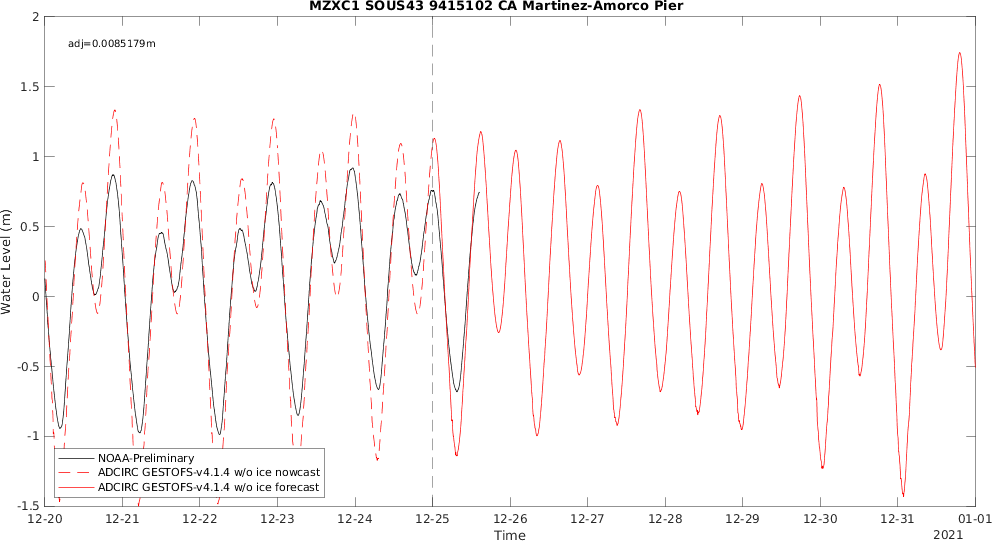 MZXC1 SOUS43 9415102 CA Martinez-Amorco Pier
adj=0.0085179m
2
1.5
1
0.5
0
-0.5
-1
-1.5
Water Level (m)
NOAA-Preliminary
ADCIRC GESTOFS-v4.1.4 w/o ice nowcast
ADCIRC GESTOFS-v4.1.4 w/o ice forecast
12-20 12-21 12-22 12-23 12-24 12-25 12-26 12-27 12-28 12-29 12-30 12-31 01-01
Time
2021